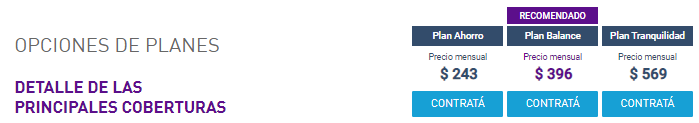 OPCIONES DE PLANES
DETALLE DE LAS
PRINCIPALES COBERTURAS
RECOMENDADO
Plan Ahorro Plan Balance Plan Tranquilidad
Precio mensual Precio mensual Precio mensual
$ 243 $ 396 $ 569
CONTRATÁ CONTRATÁ CONTRATÁ